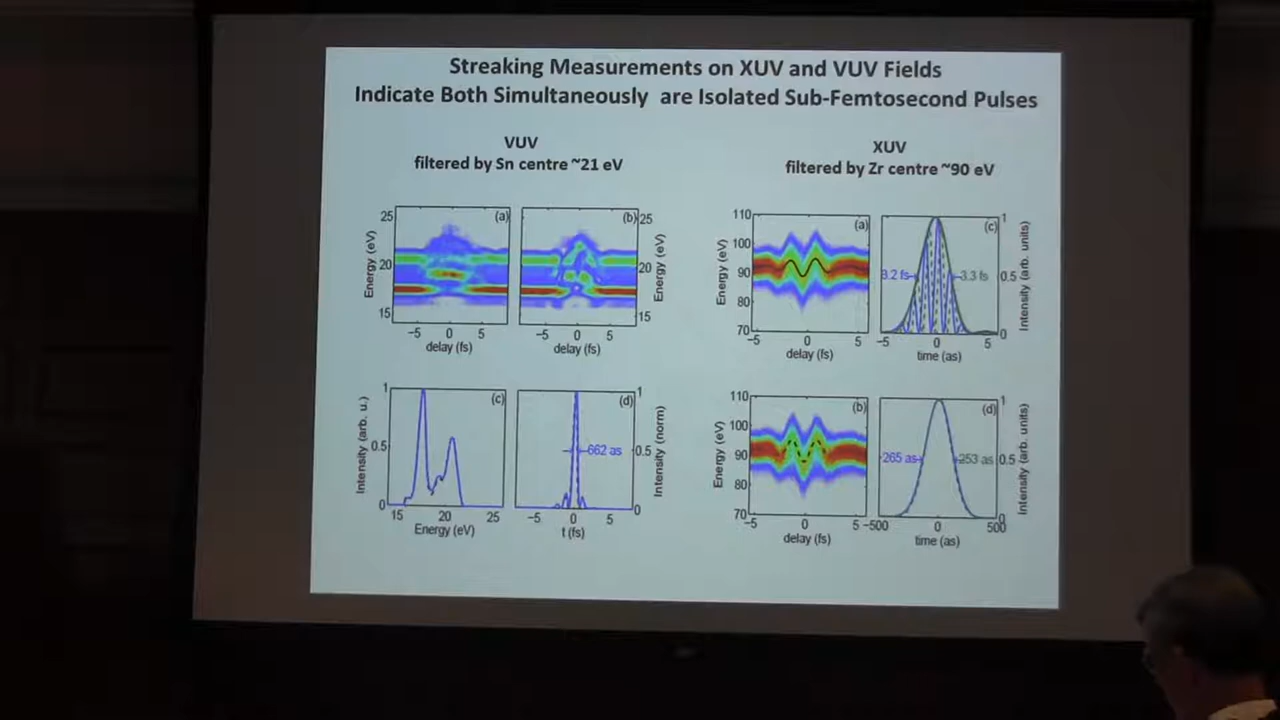 Streaking Measurements on XUV and VUV Fields
Indicate Both Simultaneously are Isolated Sub-Femtosecond Pulses
VUV
filtered by Sn centre ~21 eV
XUV
filtered by Zr centre ~90 eV
25
20
15
Energy (eV)
(a)
-5 0 5
delay (fs)
(b)
25
20
15
Energy (eV)
-5 0 5
delay (fs)
1
0.5
0
Intensity (arb. u.)
(c)
15 20 25
Energy (eV)
(d)
662 as
1
0.5
0
Intensity (norm)
-5 0 5
t (fs)
110
100
90
80
70
Energy (eV)
(a)
-5 0 5
delay (fs)
(c)
3.2 fs
3.3 fs
1
0.5
0
Intensity (arb. units)
-5 0 5
time (as)
110
100
90
80
70
Energy (eV)
(b)
-5 0 5
delay (fs)
(d)
265 as
253 as
1
0.5
0
Intensity (arb. units)
-500 0 500
time (as)